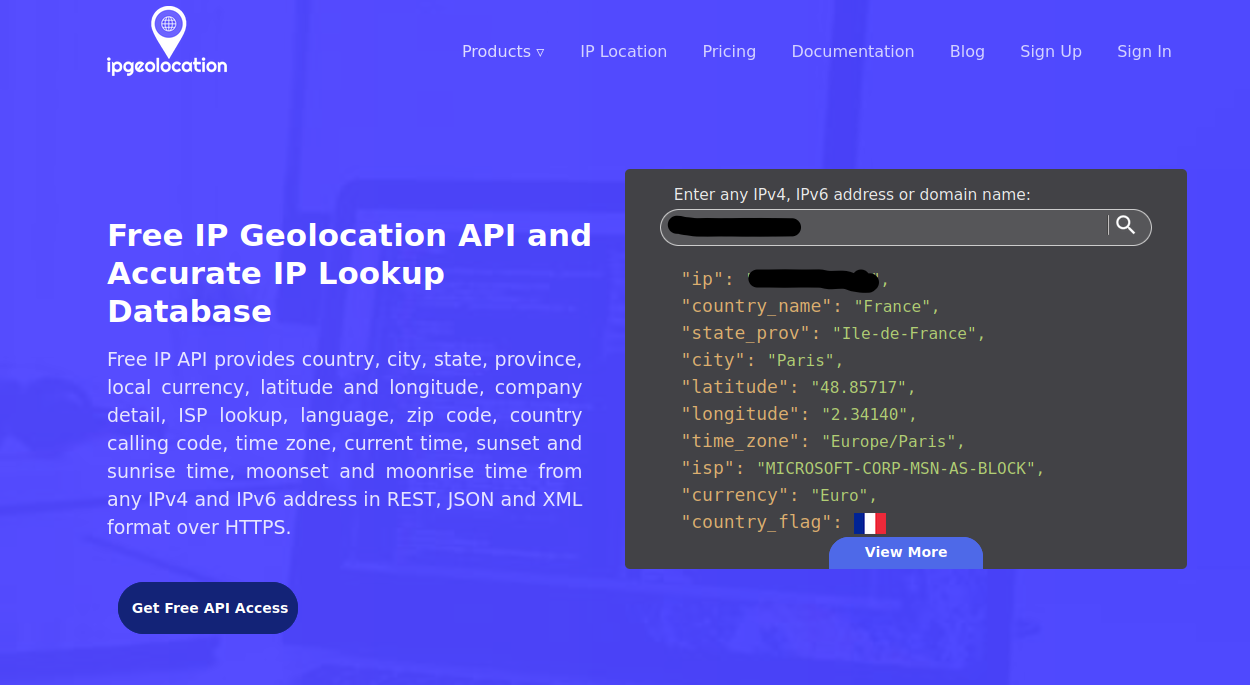 ipgeolocation
Products ▿
IP Location
Pricing
Documentation
Blog
Sign Up
Sign In
Free IP Geolocation API and
Accurate IP Lookup
Database
Free IP API provides country, city, state, province,
local currency, latitude and longitude, company
detail, ISP lookup, language, zip code, country
calling code, time zone, current time, sunset and
sunrise time, moonset and moonrise time from
any IPv4 and IPv6 address in REST, JSON and XML
format over HTTPS.
Get Free API Access
Enter any IPv4, IPv6 address or domain name:
"ip": "",
"country_name": "France",
"state_prov": "Ile-de-France",
"city": "Paris",
"latitude": "48.85717",
"longitude": "2.34140",
"time_zone": "Europe/Paris",
"isp": "MICROSOFT-CORP-MSN-AS-BLOCK",
"currency": "Euro",
"country_flag":
View More